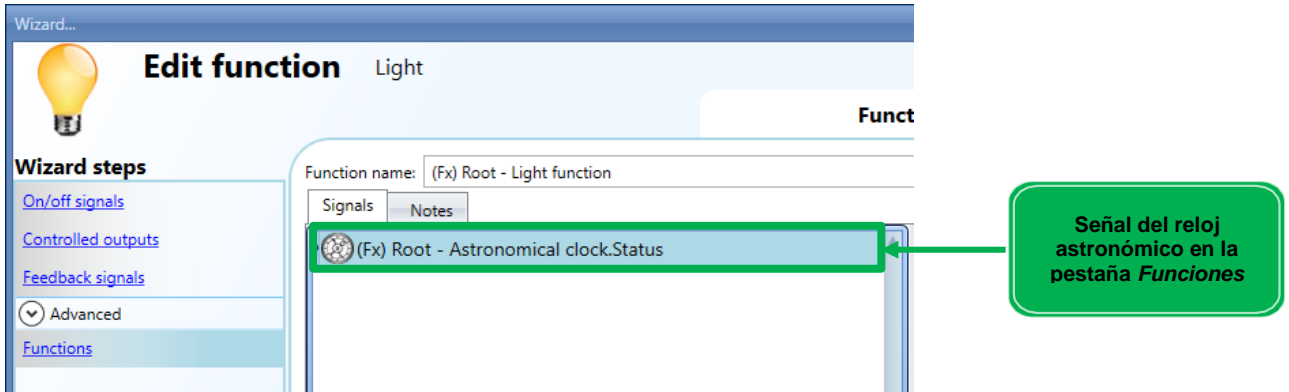 Wizard...
Edit function Light
Funct
Wizard steps
On/off signals
Controlled outputs
Feedback signals
Advanced
Functions
Function name: (Fx) Root - Light function
Signals Notes
(Fx) Root - Astronomical clock.Status
Señal del reloj
astronómico en la
pestaña Funciones